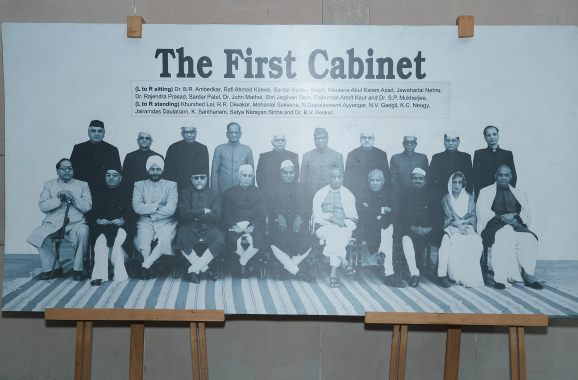 The First Cabinet
(L to R sitting) Dr. B.R. Ambedkar, Rafi Ahmed Kidwai, Sardar Baldev Singh, Maulana Abul Kalam Azad, Jawaharlal Nehru,
Dr. Rajendra Prasad, Sardar Patel, Dr. John Mathai, Shri Jagjivan Ram, Rajkumari Amrit Kaur and Dr. S.P. Mukherjee.
(L to R standing) Khurshed Lal, R.R. Diwakar, Mohanlal Saksena, N.Gopalaswami Ayyangar, N.V. Gadgil, K.C. Neogy,
Jairamdas Daulatram, K. Santhanam, Satya Narayan Sinha and Dr. B.V. Keskar.